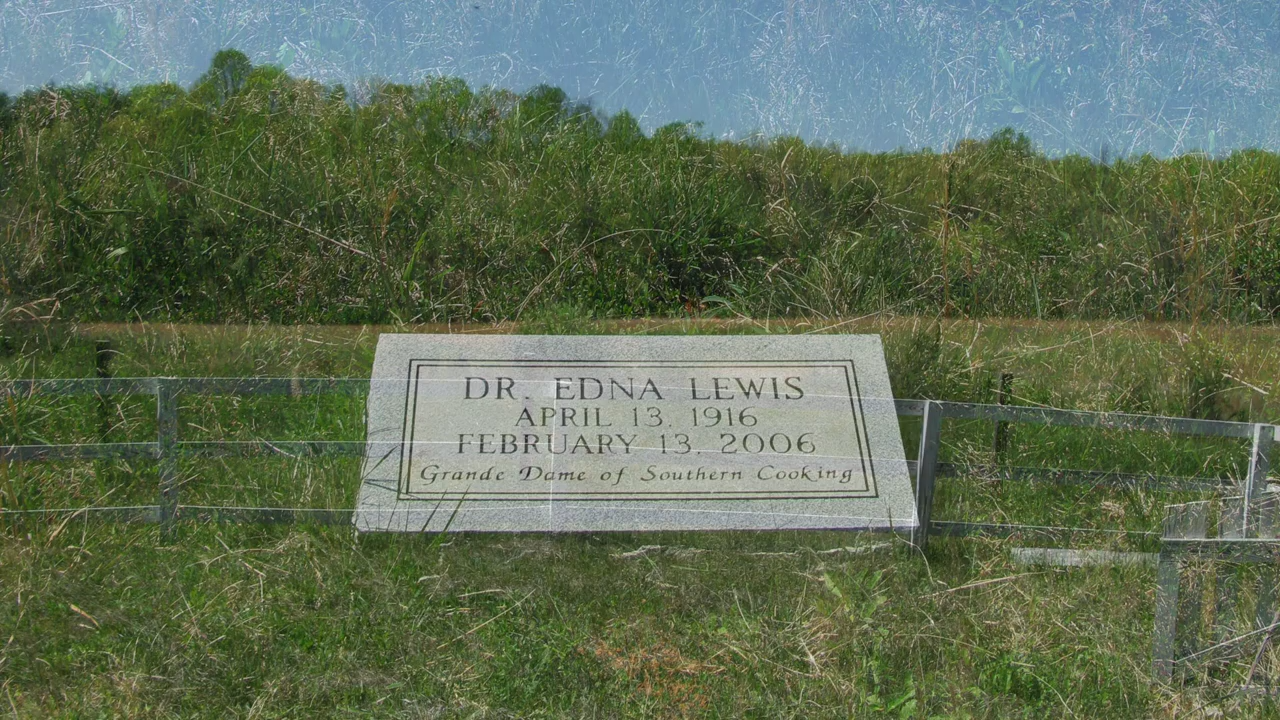 DR. EDNA LEWIS
APRIL 13, 1916
FEBRUARY 13, 2006
Grande Dame of Southern Cooking